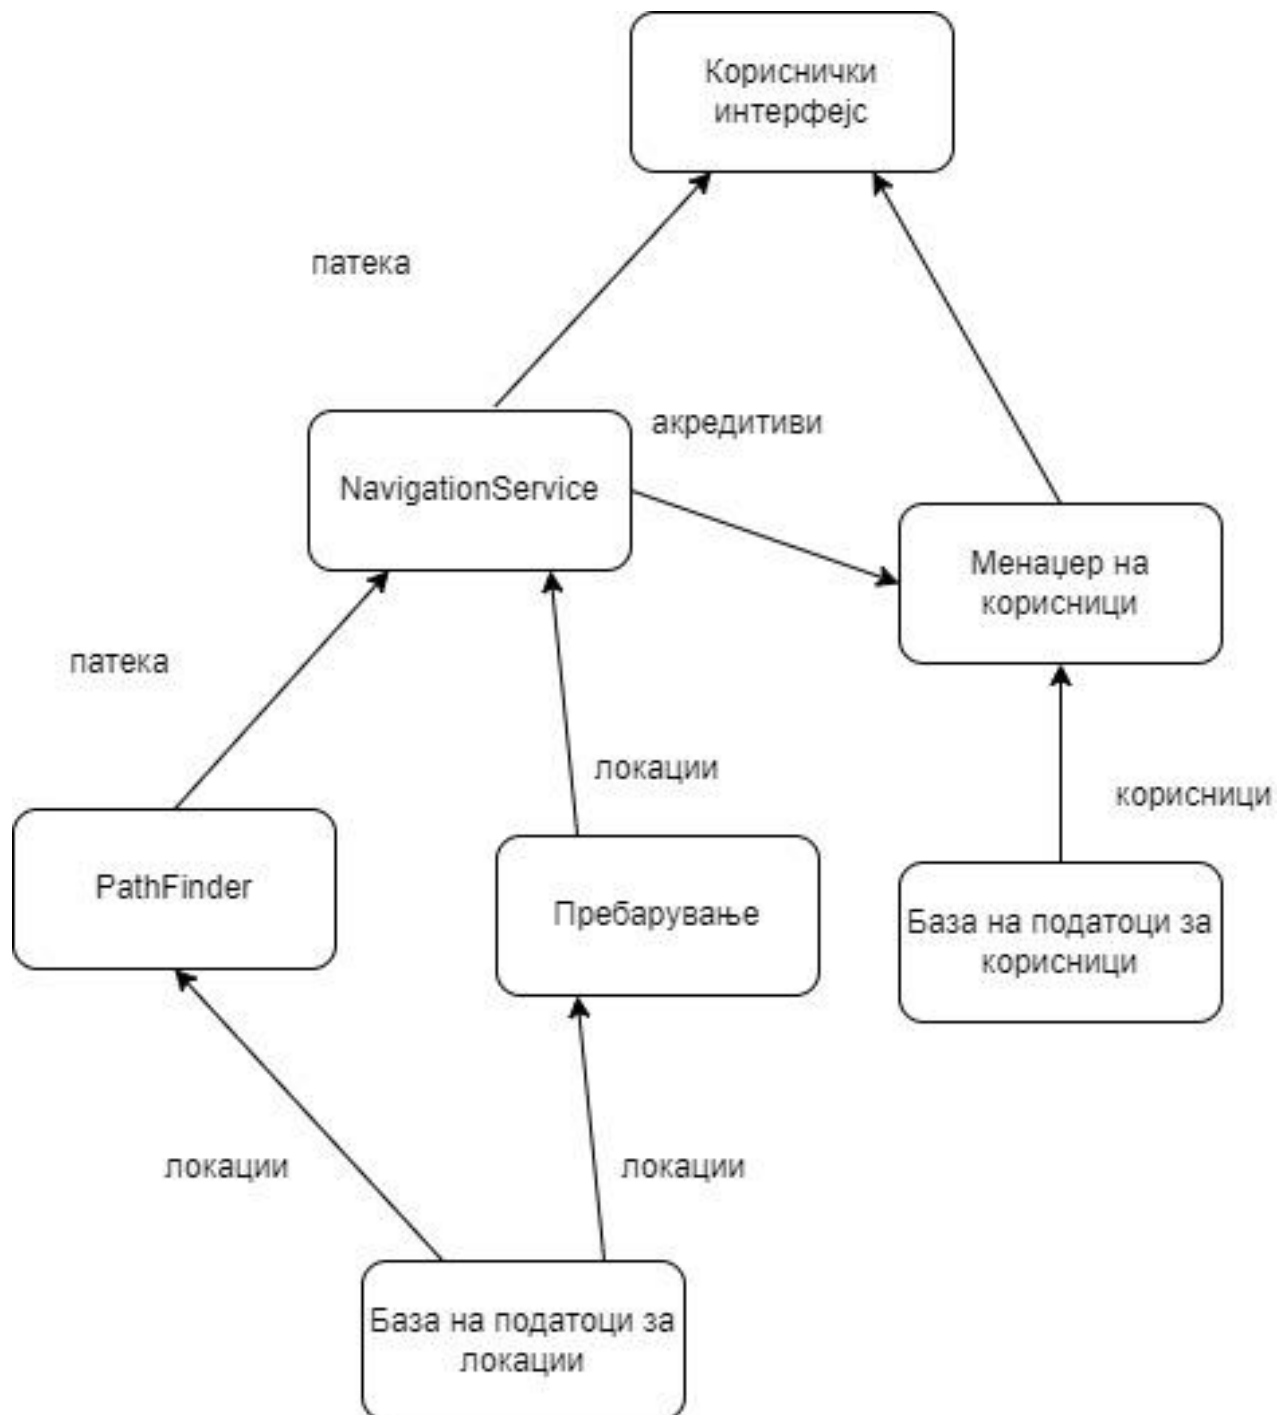 Кориснички
интерфејс
патека
акредитиви
NavigationService
Менаџер на
корисници
патека
локации
корисници
PathFinder
Пребарување
База на податоци за
корисници
локации
локации
База на податоци за
локации